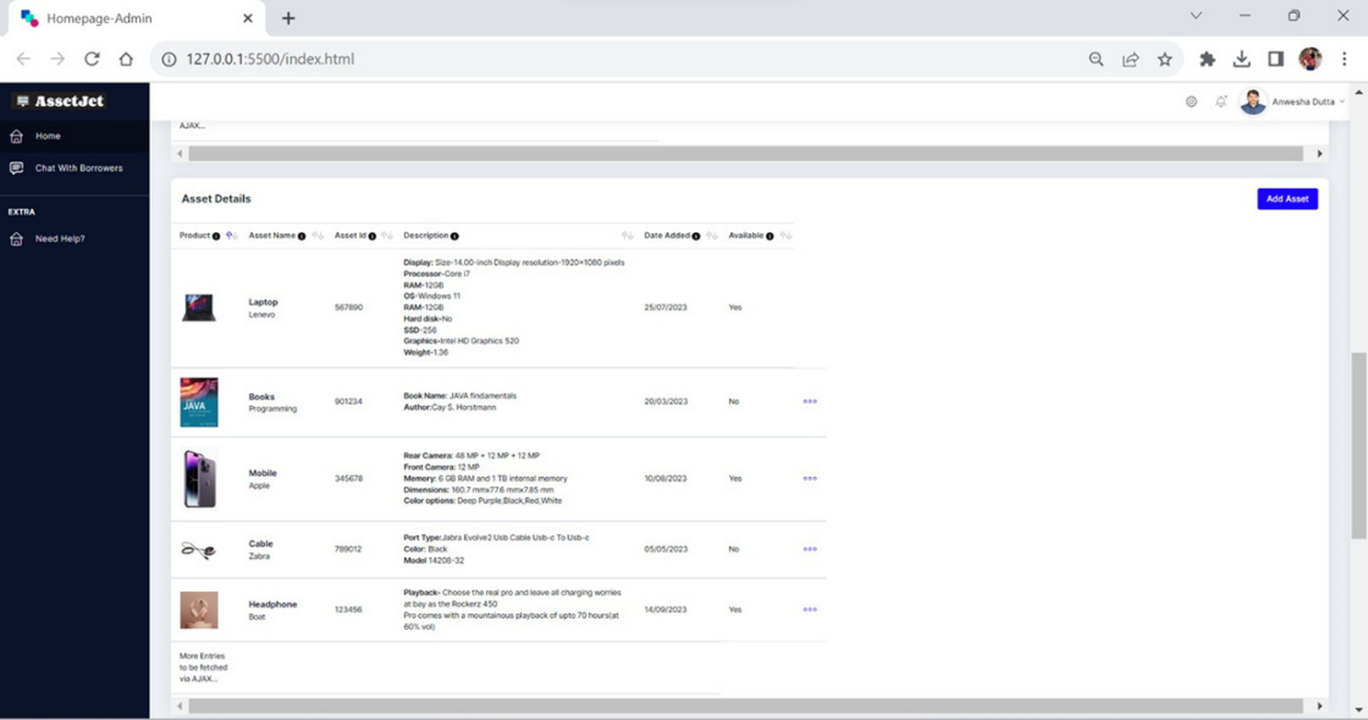 Homepage-Admin
127.0.0.1:5500/index.html
AssetJet
Anwesha Dutta
Home
Chat With Borrowers
EXTRA
Need Help?
AJAX...
Asset Details
Add Asset
Product Asset Name Asset Id Description Date Added Available
Display: Size-14.00-inch Display resolution-1920*1080 pixels
Processor-Core i7
RAM-12GB
OS-Windows 11
RAM-12GB
Hard disk-No
SSD-256
Graphics-Intel HD Graphics 520
Weight-1.36
Laptop
Lenevo
567890
25/07/2023
Yes
JAVA
Books
Programming
901234
Book Name: JAVA findamentals
Author:Cay S. Horstmann
20/03/2023
No
Mobile
Apple
345678
Rear Camera: 48 MP + 12 MP + 12 MP
Front Camera: 12 MP
Memory: 6 GB RAM and 1 TB internal memory
Dimensions: 160.7 mmx77.6 mmx7.85 mm
Color options: Deep Purple,Black,Red,White
10/08/2023
Yes
Cable
Zabra
789012
Port Type:Jabra Evolve2 Usb Cable Usb-c To Usb-c
Color: Black
Model 14208-32
05/05/2023
No
Headphone
Boat
123456
Playback- Choose the real pro and leave all charging worries
at bay as the Rockerz 450
Pro comes with a mountainous playback of upto 70 hours(at
60% vol)
14/09/2023
Yes
More Entries
to be fetched
via AJAX...